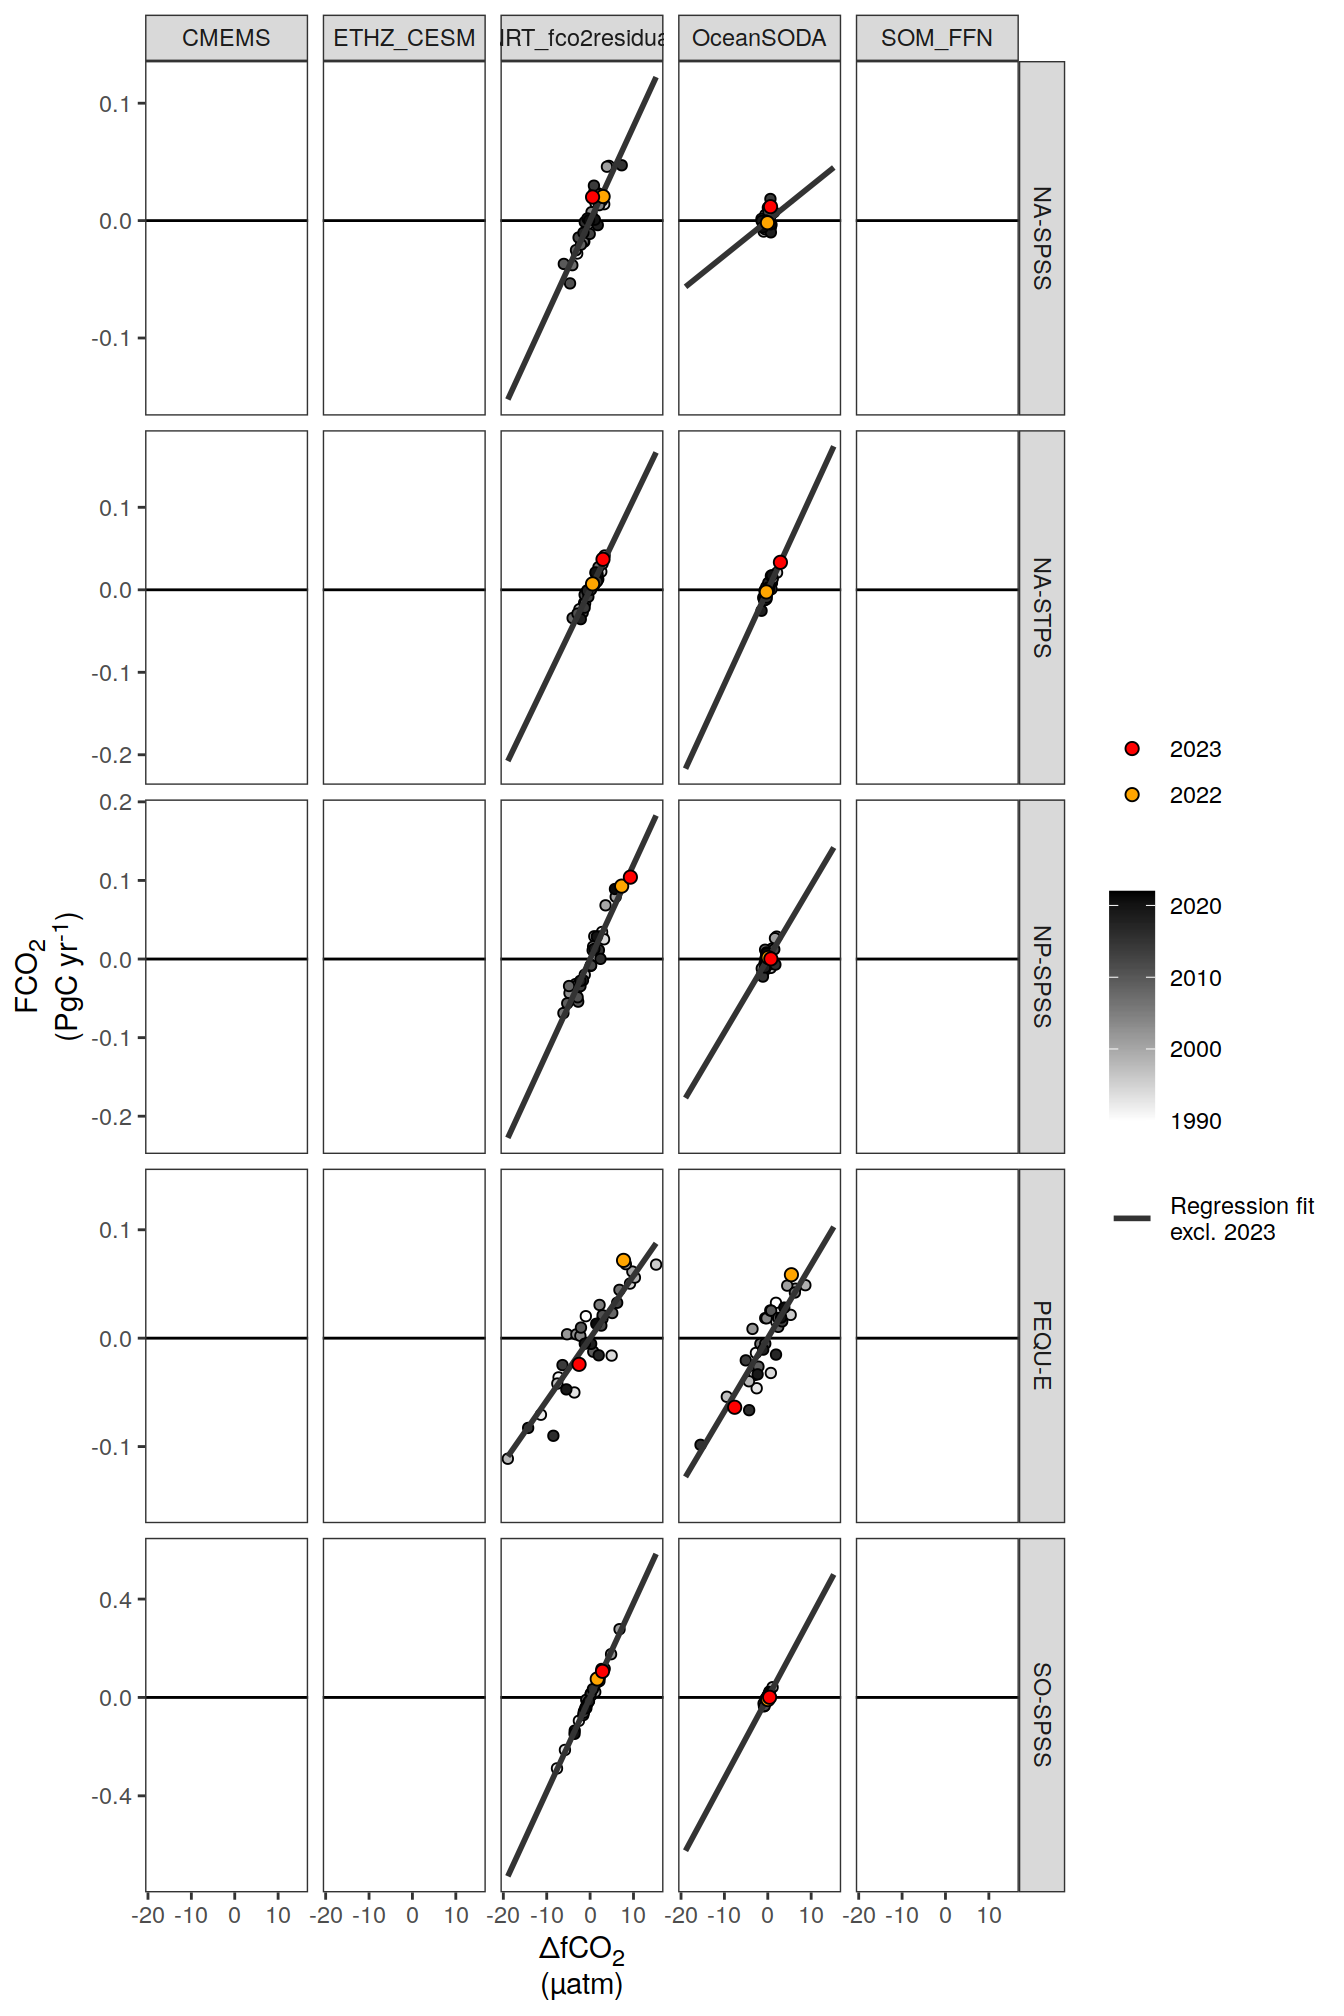 CMEMS ETHZ_CESM NRT_fco2residua OceanSODA SOM_FFN
0.1
0.0
-0.1
NA-SPSS
0.1
0.0
-0.1
-0.2
NA-STPS
0.2
0.1
0.0
-0.1
-0.2
NP-SPSS
0.1
0.0
-0.1
PEQU-E
0.4
0.0
-0.4
SO-SPSS
-20 -10 0 10 -20 -10 0 10 -20 -10 0 10 -20 -10 0 10 -20 -10 0 10
ΔfCO₂
(µatm)
FCO₂
(PgC yr⁻¹)
2023
2022
2020
2010
2000
1990
Regression fit
excl. 2023